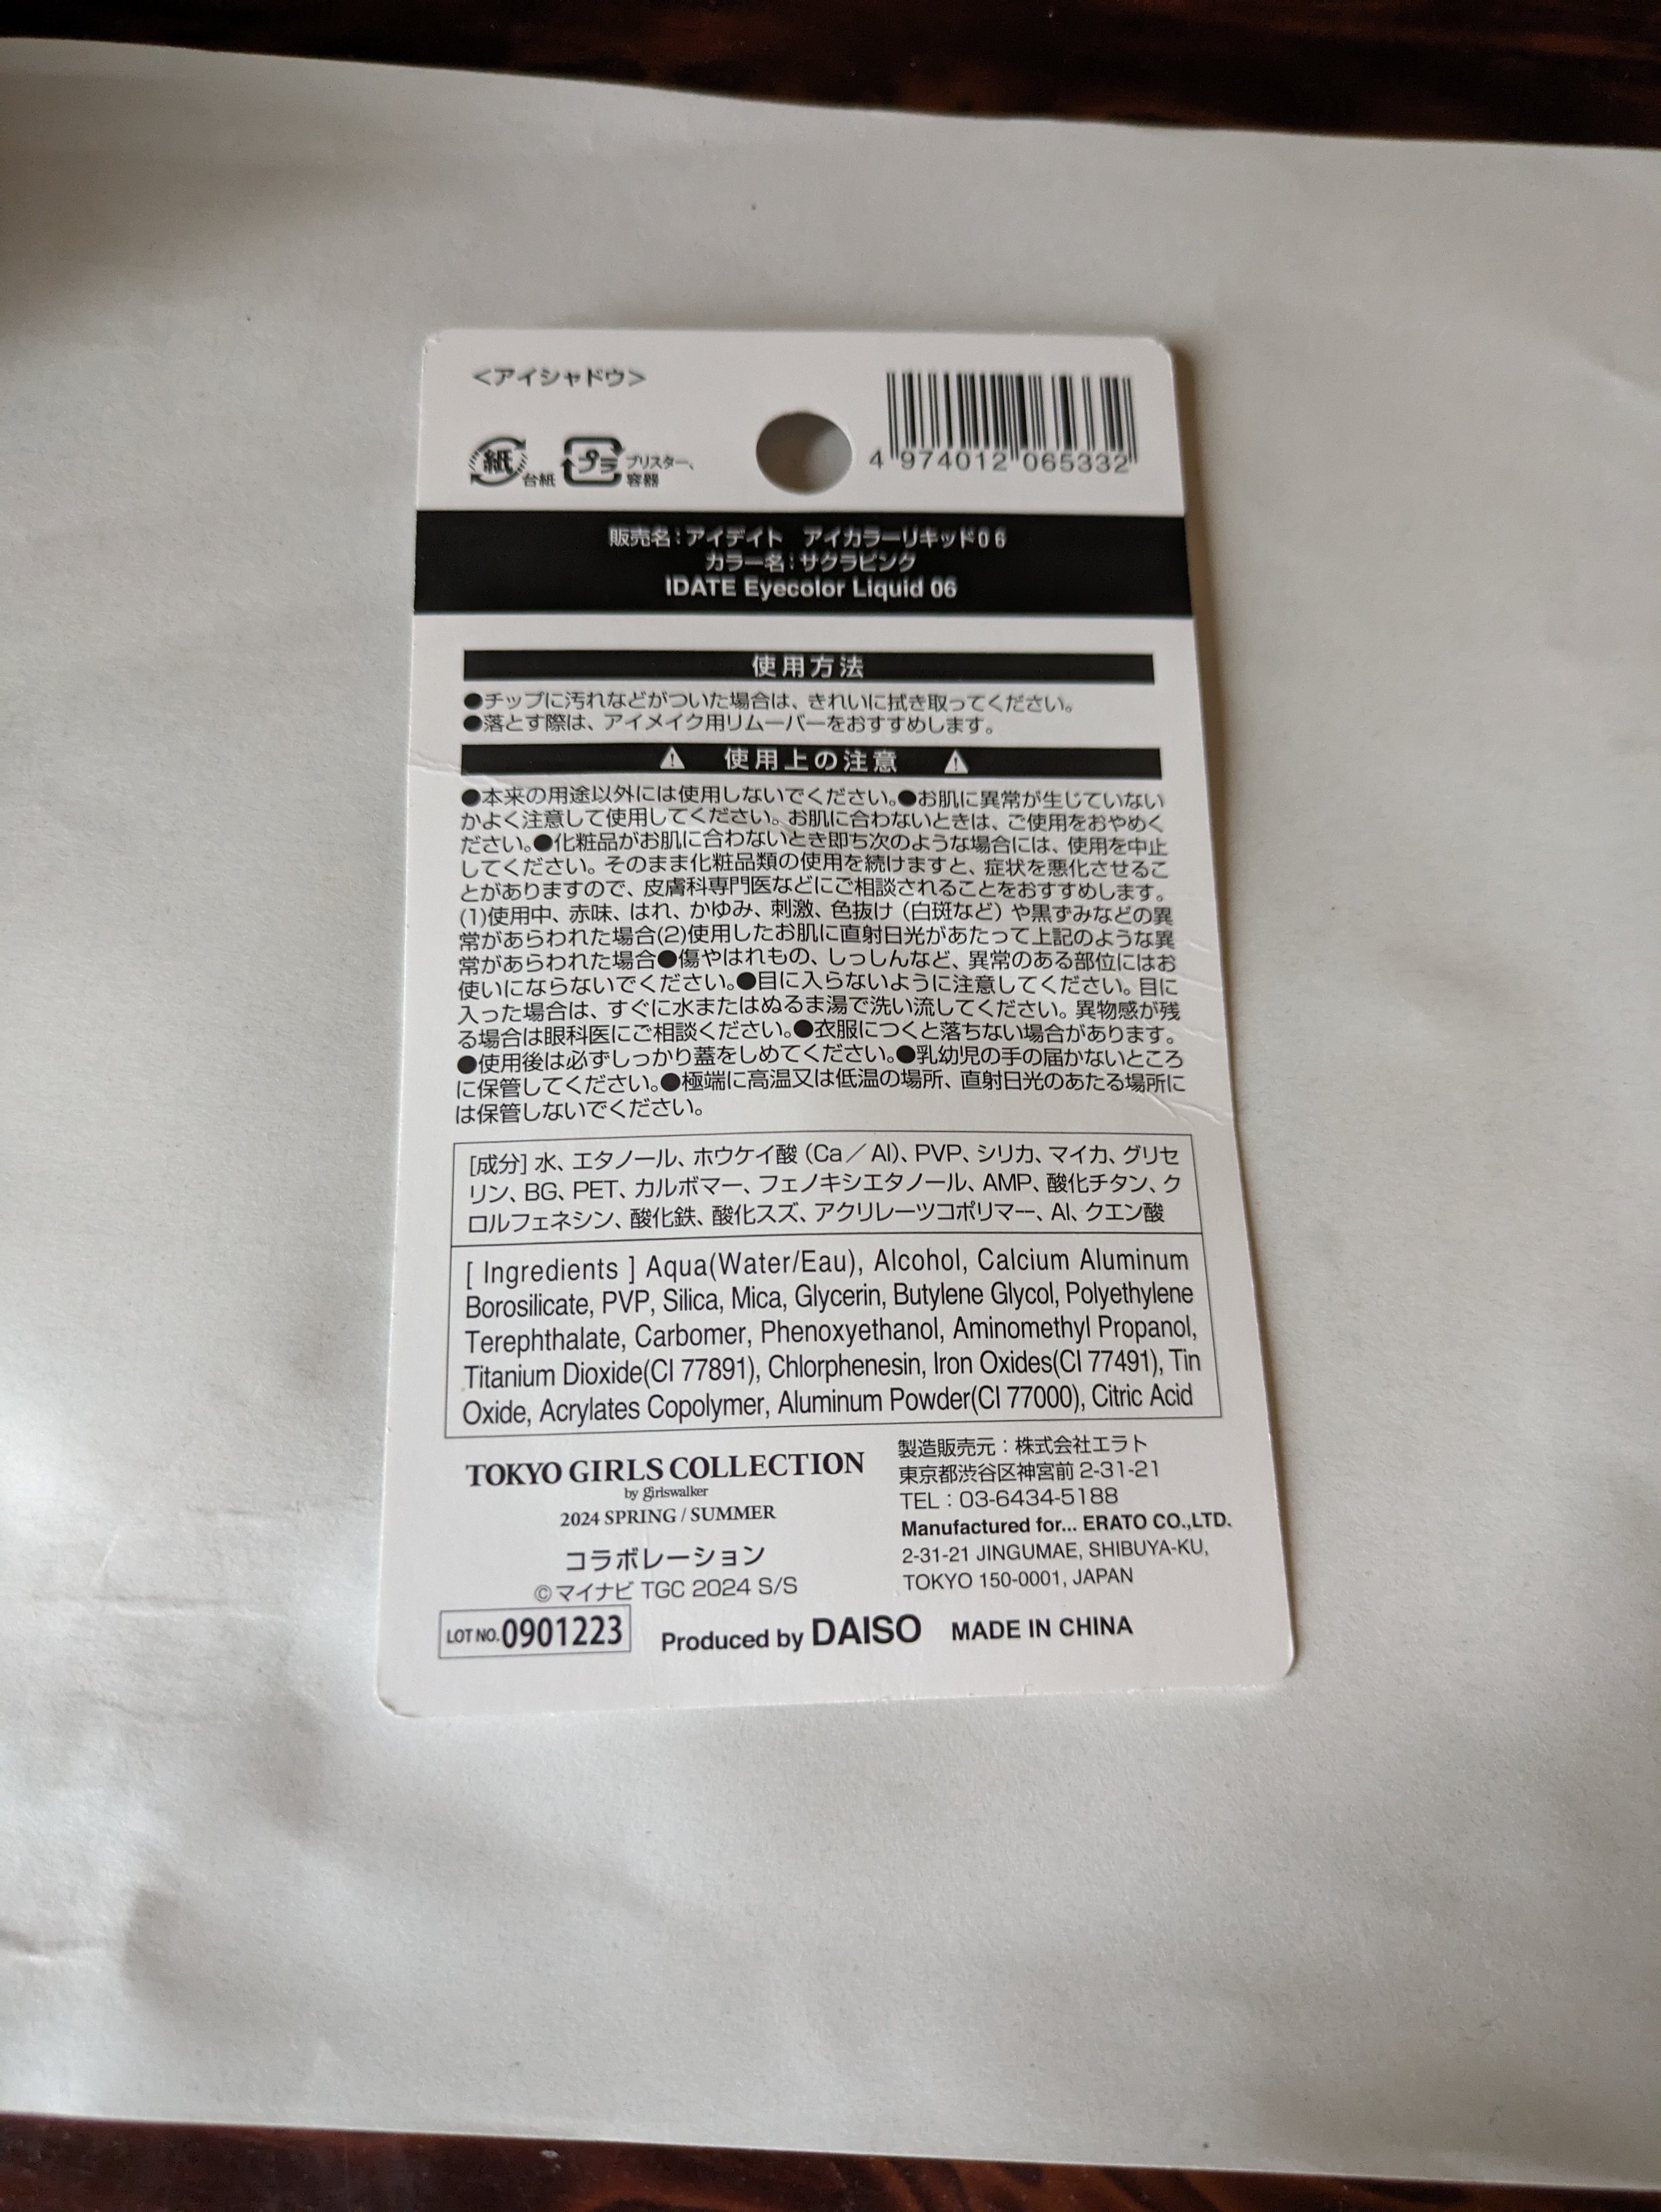 <アイシャドウ>
紙 台紙 プラ ブリスター、
容器
4 974012 065332
販売名：アイデイト　アイカラーリキッド06
カラー名：サクラピンク
IDATE Eyecolor Liquid 06
使用方法
●チップに汚れなどがついた場合は、きれいに拭き取ってください。
●落とす際は、アイメイク用リムーバーをおすすめします。
使用上の注意
●本来の用途以外には使用しないでください。●お肌に異常が生じていない
かよく注意して使用してください。お肌に合わないときは、ご使用をおやめく
ださい。●化粧品がお肌に合わないとき即ち次のような場合には、使用を中止
してください。そのまま化粧品類の使用を続けますと、症状を悪化させるこ
とがありますので、皮膚科専門医などにご相談されることをおすすめします。
(1)使用中、赤味、はれ、かゆみ、刺激、色抜け（白斑など）や黒ずみなどの異
常があらわれた場合(2)使用したお肌に直射日光があたって上記のような異
常があらわれた場合●傷やはれもの、しっしんなど、異常のある部位にはお
使いにならないでください。●目に入らないように注意してください。目に
入った場合は、すぐに水またはぬるま湯で洗い流してください。異物感が残
る場合は眼科医にご相談ください。●衣服につくと落ちない場合があります。
●使用後は必ずしっかり蓋をしめてください。●乳幼児の手の届かないところ
に保管してください。●極端に高温又は低温の場所、直射日光のあたる場所に
は保管しないでください。
[成分] 水、エタノール、ホウケイ酸（Ca／Al）、PVP、シリカ、マイカ、グリセ
リン、BG、PET、カルボマー、フェノキシエタノール、AMP、酸化チタン、ク
ロルフェネシン、酸化鉄、酸化スズ、アクリレーツコポリマー、Al、クエン酸
[ Ingredients ] Aqua(Water/Eau), Alcohol, Calcium Aluminum
Borosilicate, PVP, Silica, Mica, Glycerin, Butylene Glycol, Polyethylene
Terephthalate, Carbomer, Phenoxyethanol, Aminomethyl Propanol,
Titanium Dioxide(CI 77891), Chlorphenesin, Iron Oxides(CI 77491), Tin
Oxide, Acrylates Copolymer, Aluminum Powder(CI 77000), Citric Acid
TOKYO GIRLS COLLECTION
by girlswalker
2024 SPRING / SUMMER
コラボレーション
©マイナビ TGC 2024 S/S
製造販売元：株式会社エラト
東京都渋谷区神宮前 2-31-21
TEL：03-6434-5188
Manufactured for... ERATO CO.,LTD.
2-31-21 JINGUMAE, SHIBUYA-KU,
TOKYO 150-0001, JAPAN
LOT NO.0901223
Produced by DAISO MADE IN CHINA